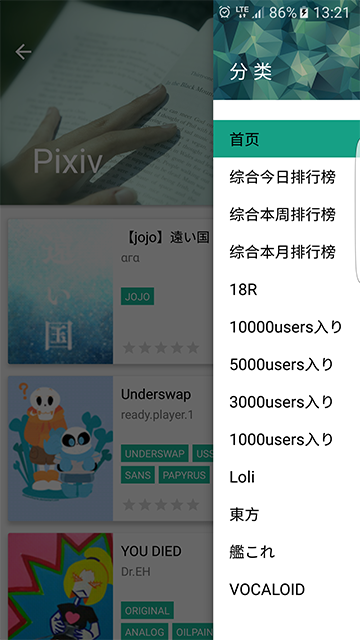 LTE 86% 13:21
分 类
Pixiv
首页
综合今日排行榜
综合本周排行榜
综合本月排行榜
18R
10000users入り
5000users入り
3000users入り
1000users入り
Loli
東方
艦これ
VOCALOID
【jojo】遠い国
αrα
JOJO
い
国
Underswap
ready.player.1
UNDERSWAP
SANS PAPYRUS
YOU DIED
Dr.EH
ORIGINAL
ANALOG OILPAIN